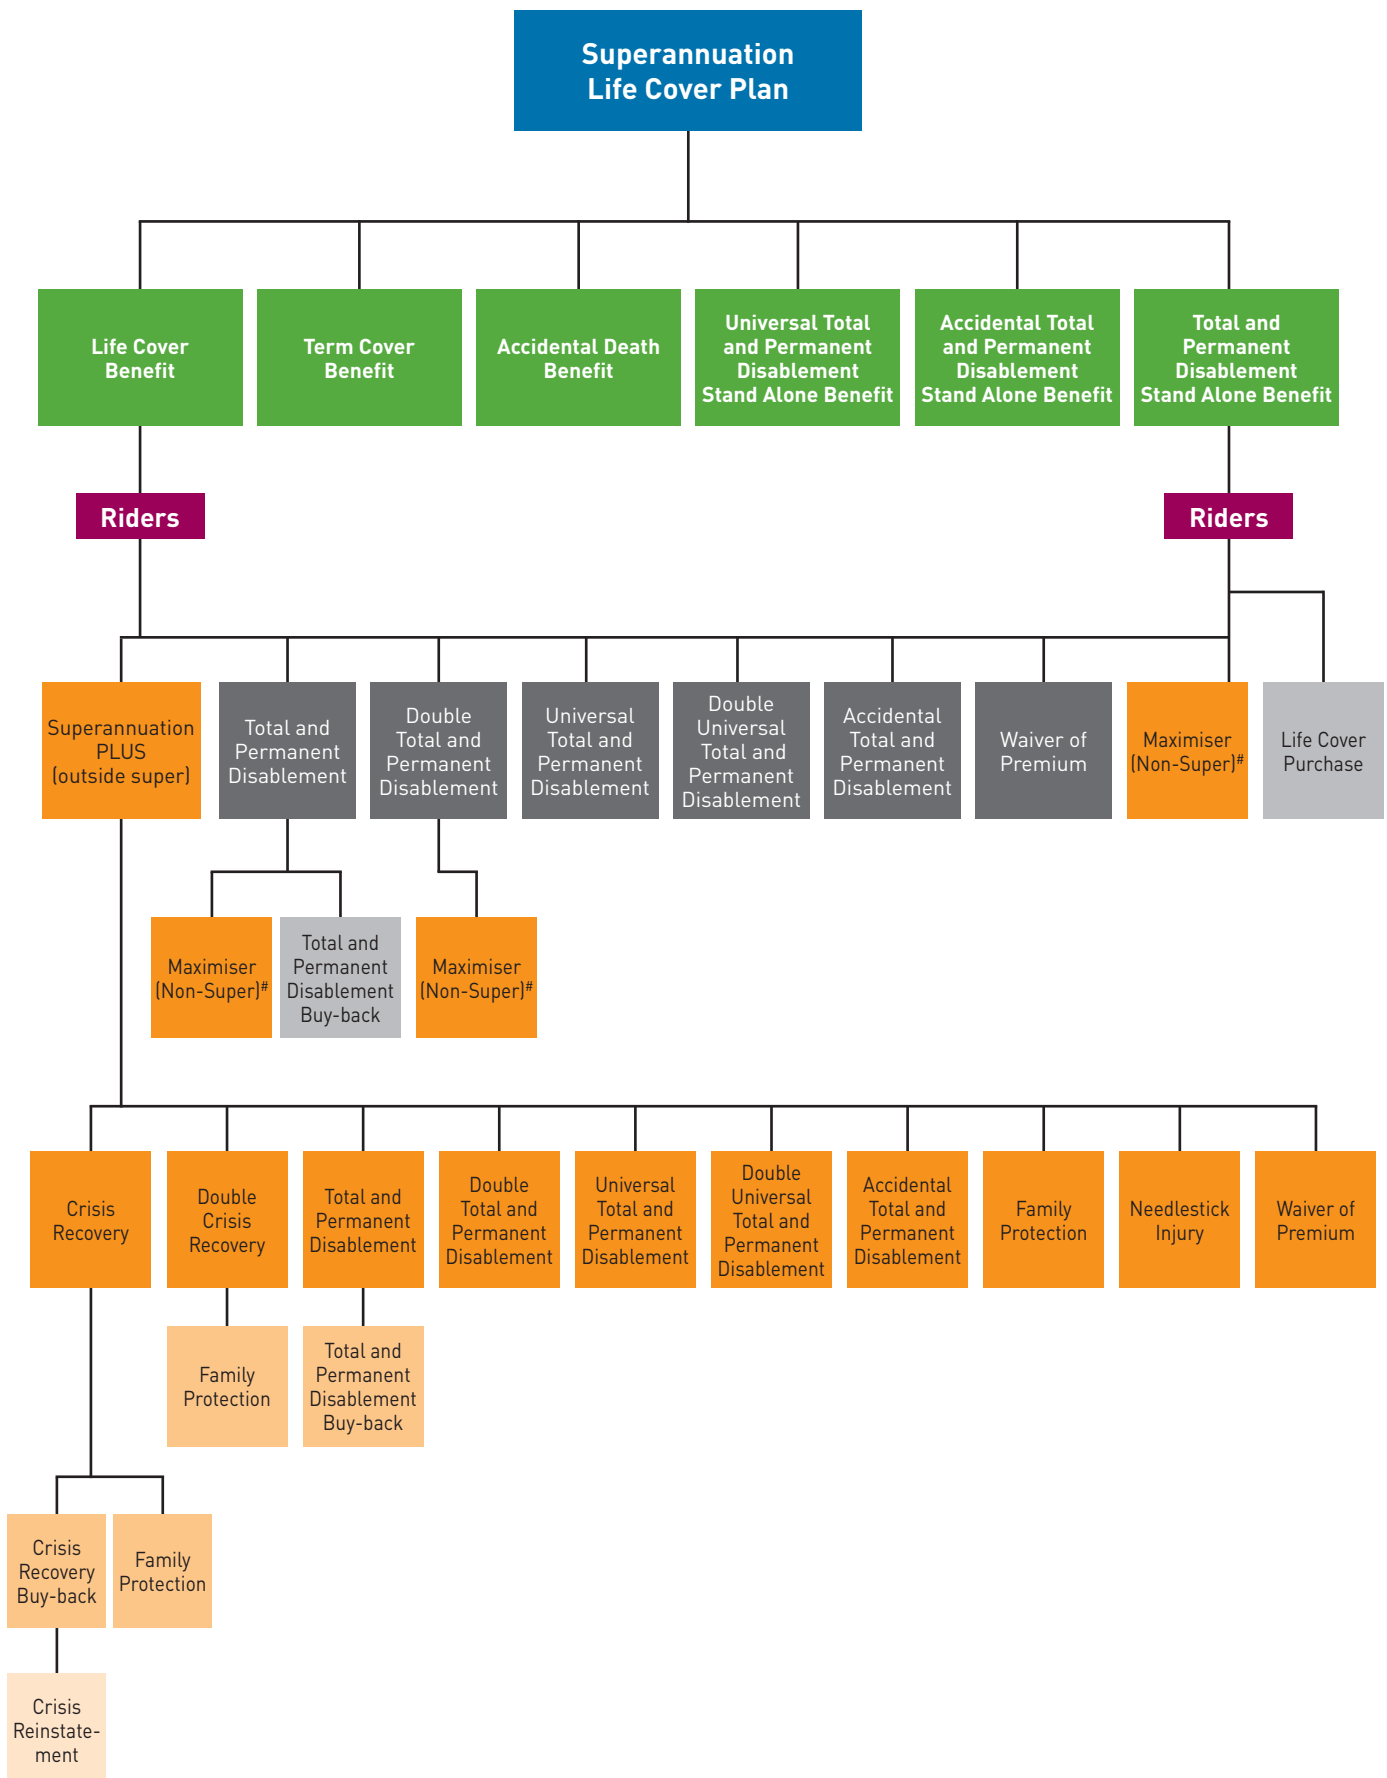 Superannuation
Life Cover Plan
Life Cover
Benefit
Term Cover
Benefit
Accidental Death
Benefit
Universal Total
and Permanent
Disablement
Stand Alone Benefit
Accidental Total
and Permanent
Disablement
Stand Alone Benefit
Total and
Permanent
Disablement
Stand Alone Benefit
Riders
Riders
Superannuation
PLUS
(outside super)
Total and
Permanent
Disablement
Double
Total and
Permanent
Disablement
Universal
Total and
Permanent
Disablement
Double
Universal
Total and
Permanent
Disablement
Accidental
Total and
Permanent
Disablement
Waiver of
Premium
Maximiser
(Non-Super)#
Life Cover
Purchase
Maximiser
(Non-Super)#
Total and
Permanent
Disablement
Buy-back
Maximiser
(Non-Super)#
Crisis
Recovery
Double
Crisis
Recovery
Total and
Permanent
Disablement
Double
Total and
Permanent
Disablement
Universal
Total and
Permanent
Disablement
Double
Universal
Total and
Permanent
Disablement
Accidental
Total and
Permanent
Disablement
Family
Protection
Needlestick
Injury
Waiver of
Premium
Family
Protection
Total and
Permanent
Disablement
Buy-back
Crisis
Recovery
Buy-back
Family
Protection
Crisis
Reinstate-
ment